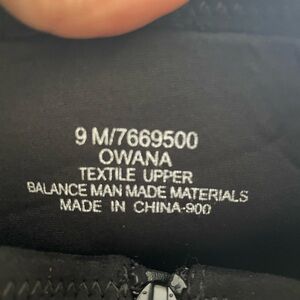 9 M/7669500
OWANA
TEXTILE UPPER
BALANCE MAN MADE MATERIALS
MADE IN CHINA-900